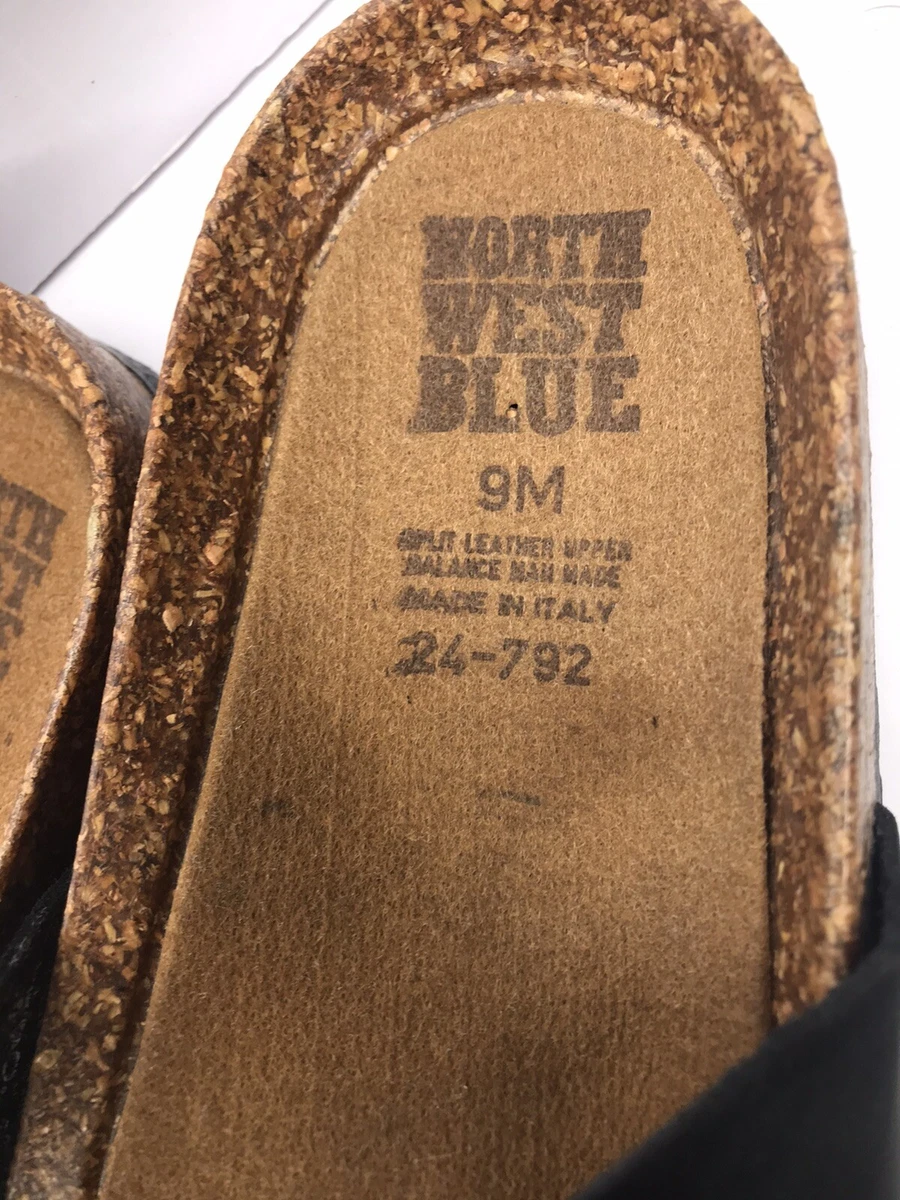 NORTH
WEST
BLUE
9M
SPLIT LEATHER UPPER
BALANCE MAN MADE
MADE IN ITALY
24-792